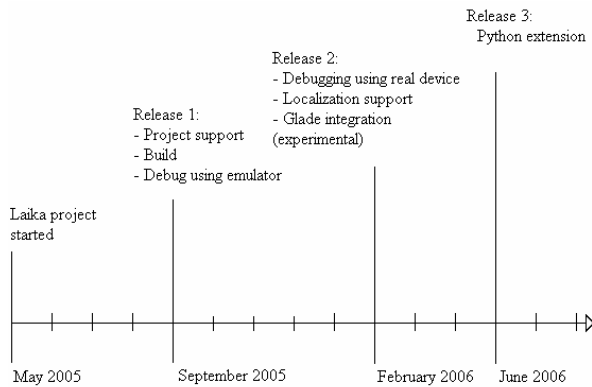 Release 3:
Python extension
Release 2:
- Debugging using real device
- Localization support
- Glade integration
(experimental)
Release 1:
- Project support
- Build
- Debug using emulator
Laika project
started
May 2005
September 2005
February 2006
June 2006